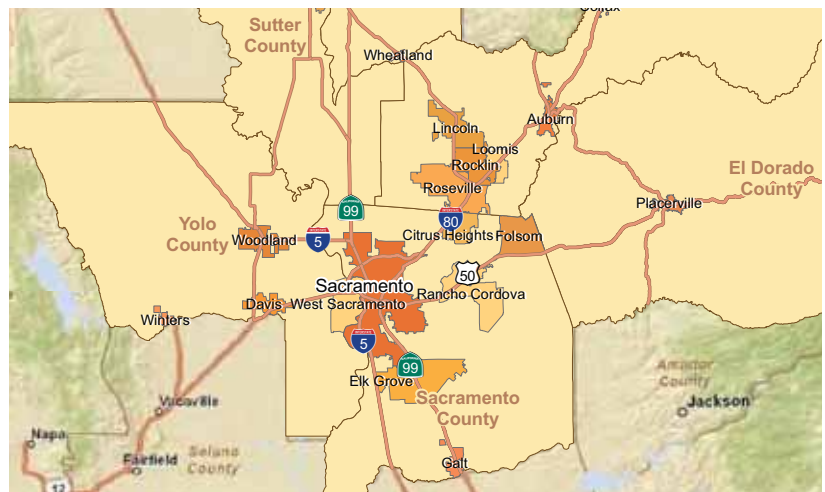 Colfax
Sutter
County
Wheatland
Lincoln
Auburn
Loomis
Rocklin
El Dorado
County
Roseville
Placerville
99
80
Yolo
County
Woodland
5
Citrus Heights
Folsom
50
Sacramento
Rancho Cordova
Davis
West Sacramento
Winters
5
99
Amador
County
Elk Grove
Sacramento
County
Vacaville
Jackson
Napa
Fairfield
Solano
County
Galt
12